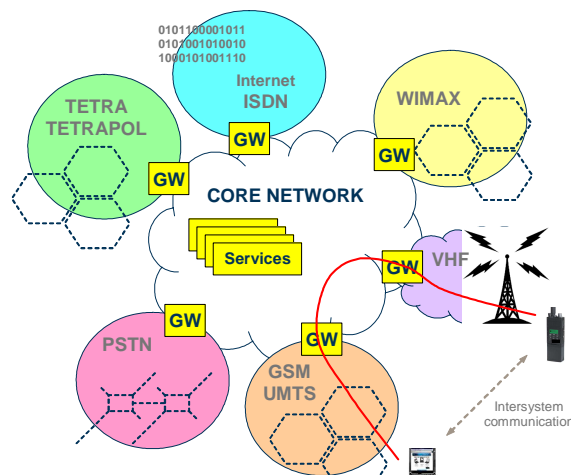 0101100001011
0101001010010
1000101001110
Internet
ISDN
TETRA
TETRAPOL
WIMAX
GW
GW
GW
CORE NETWORK
Services
GW
VHF
GW
GW
PSTN
GSM
UMTS
Intersystem
communication